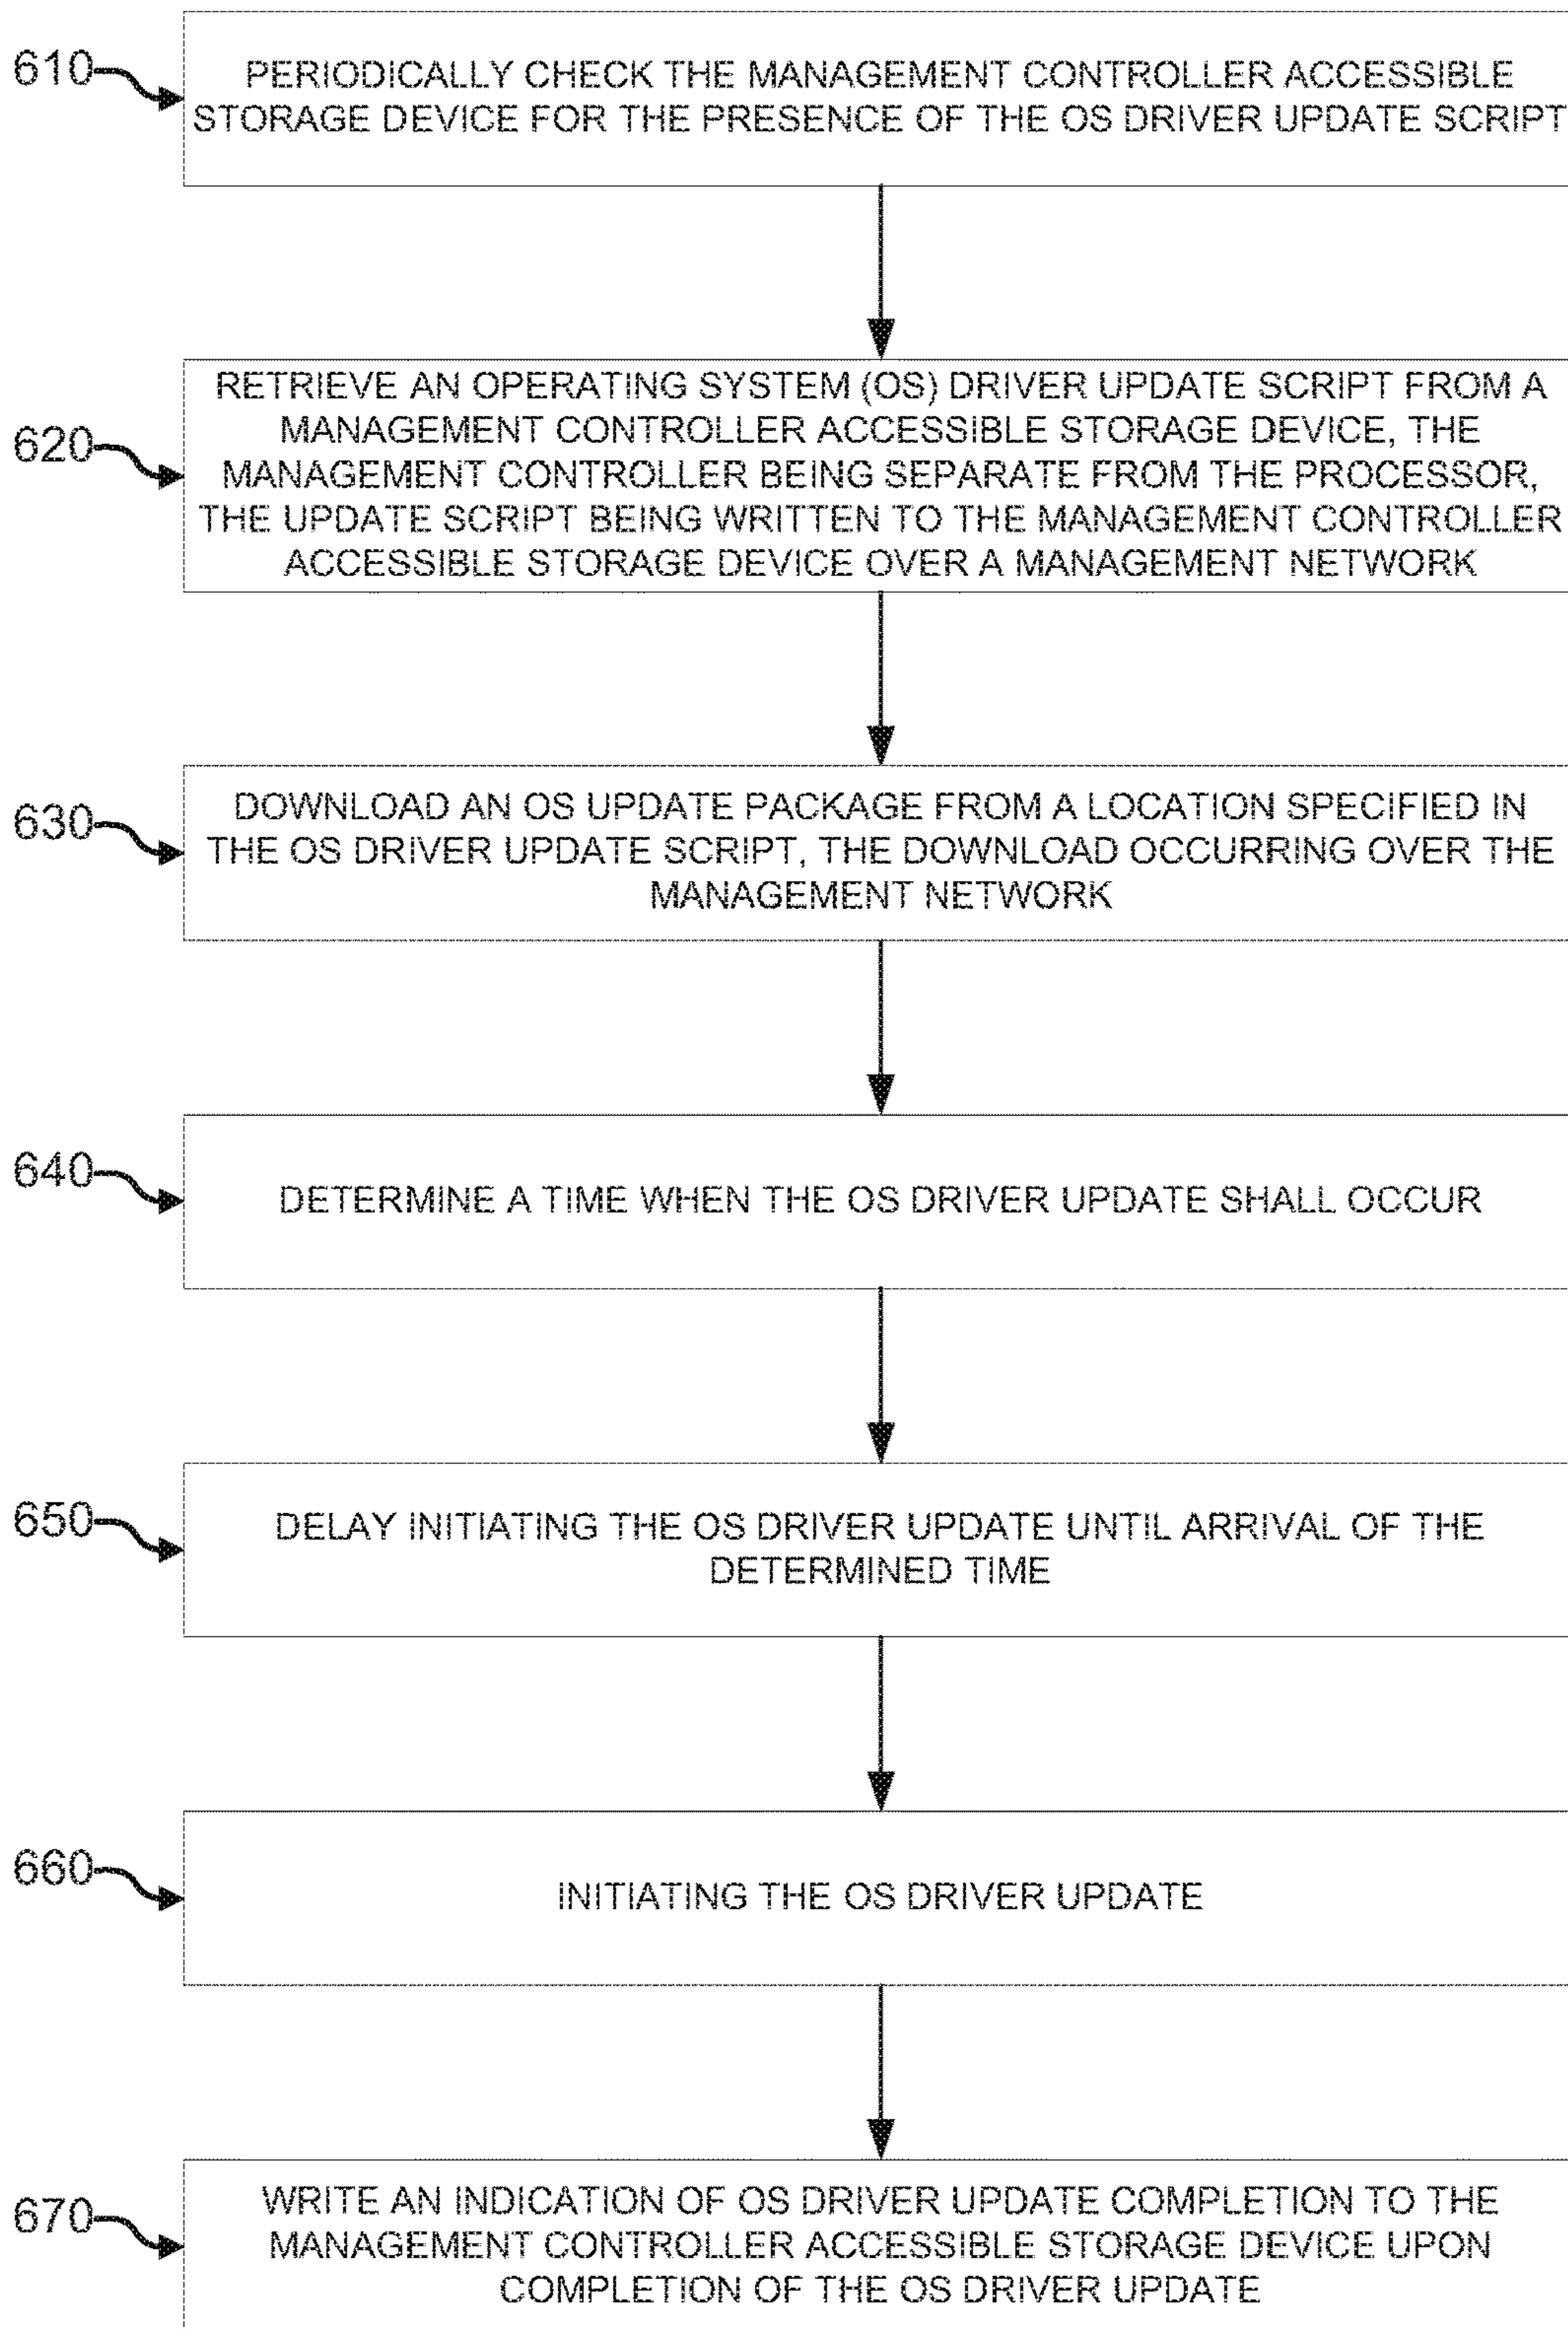 610
PERIODICALLY CHECK THE MANAGEMENT CONTROLLER ACCESSIBLE
STORAGE DEVICE FOR THE PRESENCE OF THE OS DRIVER UPDATE SCRIPT
620
RETRIEVE AN OPERATING SYSTEM (OS) DRIVER UPDATE SCRIPT FROM A
MANAGEMENT CONTROLLER ACCESSIBLE STORAGE DEVICE, THE
MANAGEMENT CONTROLLER BEING SEPARATE FROM THE PROCESSOR,
THE UPDATE SCRIPT BEING WRITTEN TO THE MANAGEMENT CONTROLLER
ACCESSIBLE STORAGE DEVICE OVER A MANAGEMENT NETWORK
630
DOWNLOAD AN OS UPDATE PACKAGE FROM A LOCATION SPECIFIED IN
THE OS DRIVER UPDATE SCRIPT, THE DOWNLOAD OCCURRING OVER THE
MANAGEMENT NETWORK
640
DETERMINE A TIME WHEN THE OS DRIVER UPDATE SHALL OCCUR
650
DELAY INITIATING THE OS DRIVER UPDATE UNTIL ARRIVAL OF THE
DETERMINED TIME
660
INITIATING THE OS DRIVER UPDATE
670
WRITE AN INDICATION OF OS DRIVER UPDATE COMPLETION TO THE
MANAGEMENT CONTROLLER ACCESSIBLE STORAGE DEVICE UPON
COMPLETION OF THE OS DRIVER UPDATE